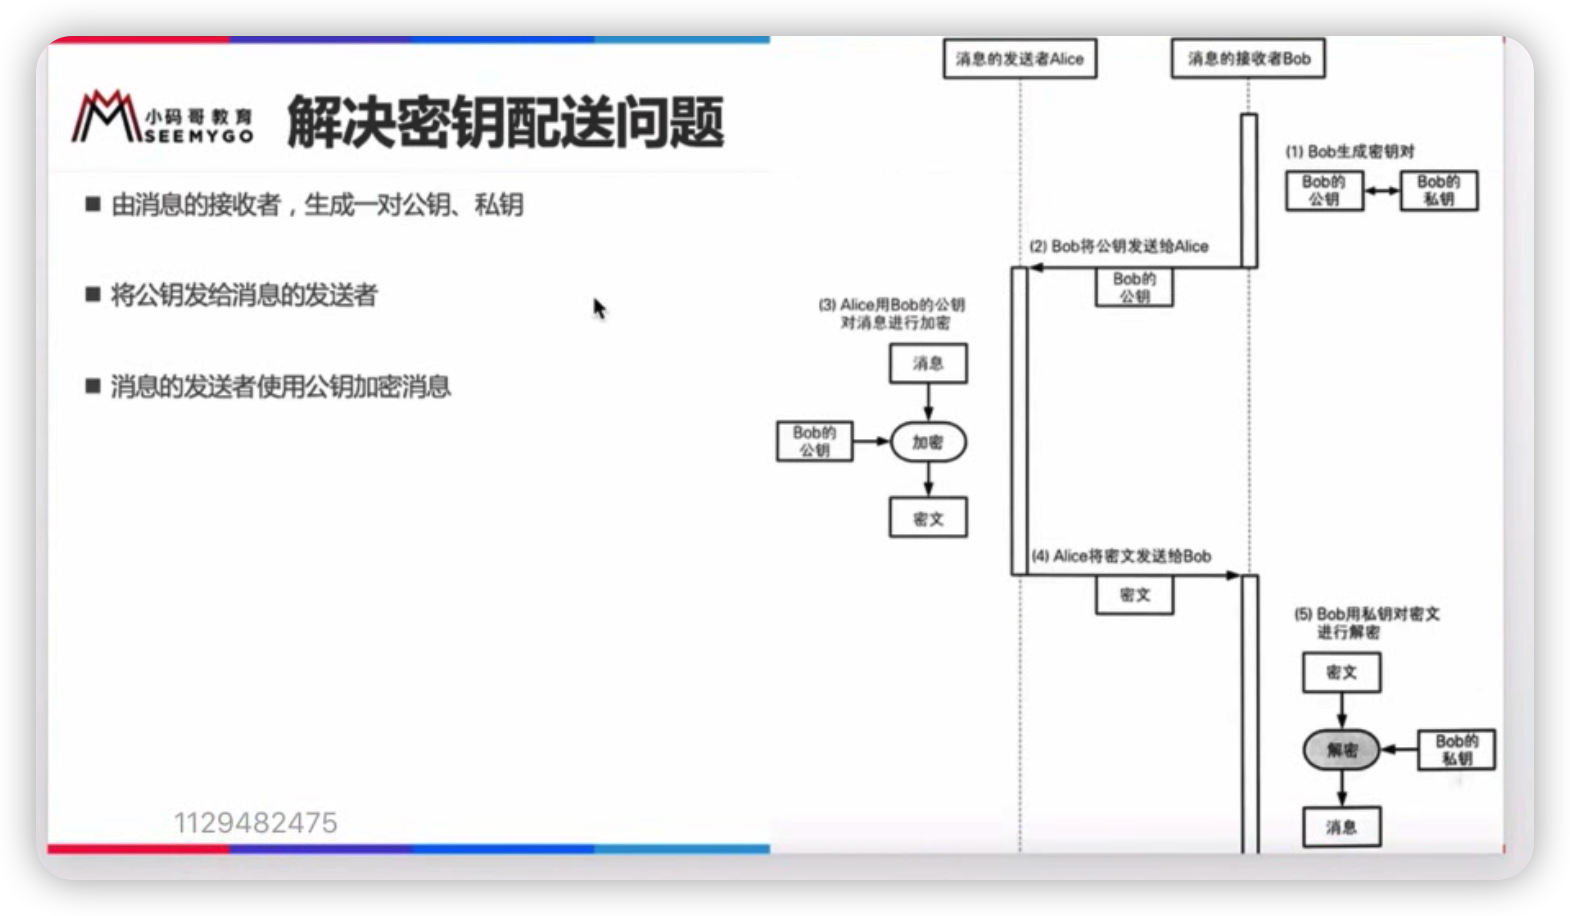 小码哥教育
SEEMYGO
解决密钥配送问题
■ 由消息的接收者，生成一对公钥、私钥
■ 将公钥发给消息的发送者
■ 消息的发送者使用公钥加密消息
1129482475
消息的发送者Alice
消息的接收者Bob
(1) Bob生成密钥对
Bob的
公钥
Bob的
私钥
(2) Bob将公钥发送给Alice
Bob的
公钥
(3) Alice用Bob的公钥
对消息进行加密
消息
Bob的
公钥
加密
密文
(4) Alice将密文发送给Bob
密文
(5) Bob用私钥对密文
进行解密
密文
解密
Bob的
私钥
消息